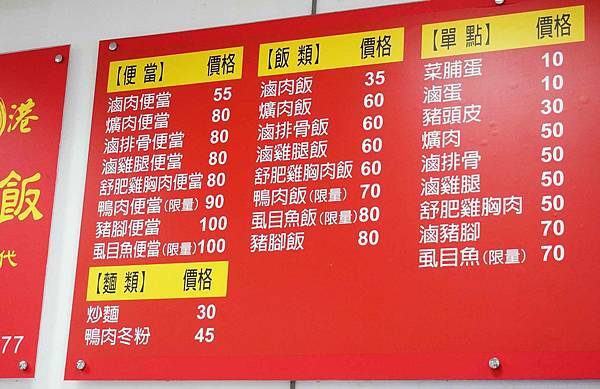 港
飯
代
77
【便 當】 價格
滷肉便當 55
爌肉便當 80
滷排骨便當 80
滷雞腿便當 80
舒肥雞胸肉便當 80
鴨肉便當(限量) 90
豬腳便當 100
虱目魚便當(限量)100
【麵 類】 價格
炒麵 30
鴨肉冬粉 45
【飯 類】 價格
滷肉飯 35
爌肉飯 60
滷排骨飯 60
滷雞腿飯 60
舒肥雞胸肉飯 60
鴨肉飯(限量) 70
虱目魚飯(限量)80
豬腳飯 80
【單 點】 價格
菜脯蛋 10
滷蛋 10
豬頭皮 30
爌肉 50
滷排骨 50
滷雞腿 50
舒肥雞胸肉 50
滷豬腳 70
虱目魚(限量) 70